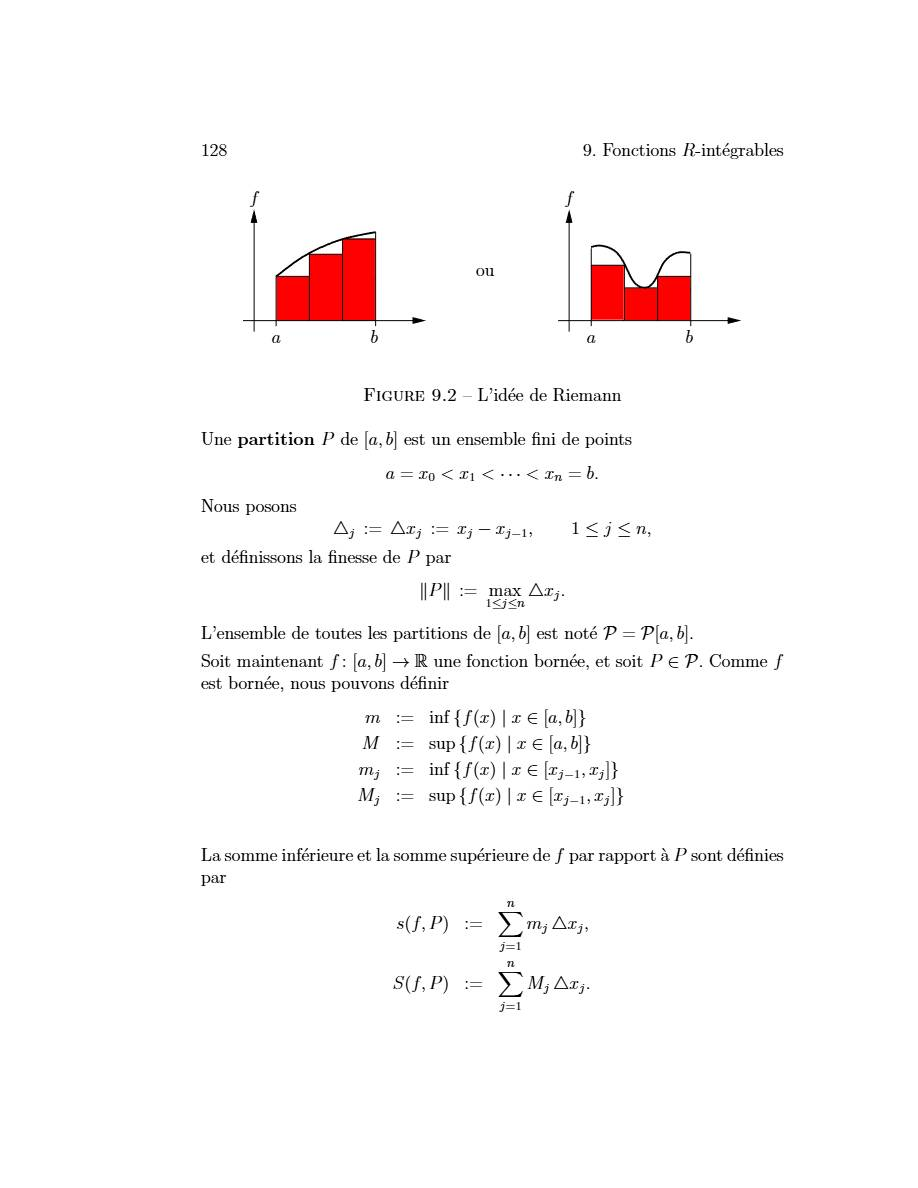 128 9. Fonctions R-intégrables
f f
ou
a b a b
FIGURE 9.2 – L'idée de Riemann
Une partition P de [a, b] est un ensemble fini de points
a = x₀ < x₁ < · · · < xₙ = b.
Nous posons
△ⱼ := △xⱼ := xⱼ − xⱼ₋₁, 1 ≤ j ≤ n,
et définissons la finesse de P par
‖P‖ := max △xⱼ.
1≤j≤n
L'ensemble de toutes les partitions de [a, b] est noté 𝒫 = 𝒫[a, b].
Soit maintenant f : [a, b] → ℝ une fonction bornée, et soit P ∈ 𝒫. Comme f
est bornée, nous pouvons définir
m := inf {f(x) | x ∈ [a, b]}
M := sup {f(x) | x ∈ [a, b]}
mⱼ := inf {f(x) | x ∈ [xⱼ₋₁, xⱼ]}
Mⱼ := sup {f(x) | x ∈ [xⱼ₋₁, xⱼ]}
La somme inférieure et la somme supérieure de f par rapport à P sont définies
par
n
s(f, P) := ∑ mⱼ △xⱼ,
j=1
n
S(f, P) := ∑ Mⱼ △xⱼ.
j=1